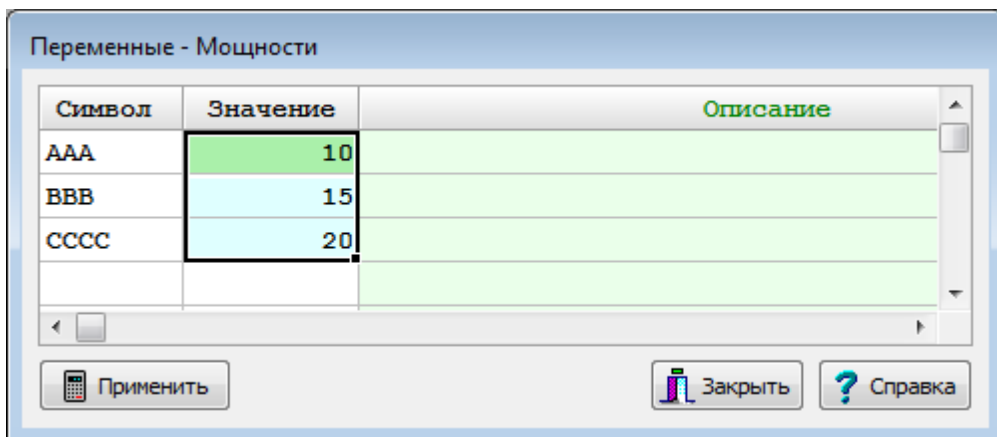 Переменные - Мощности
Символ Значение Описание
AAA 10
BBB 15
CCCC 20
Применить Закрыть Справка